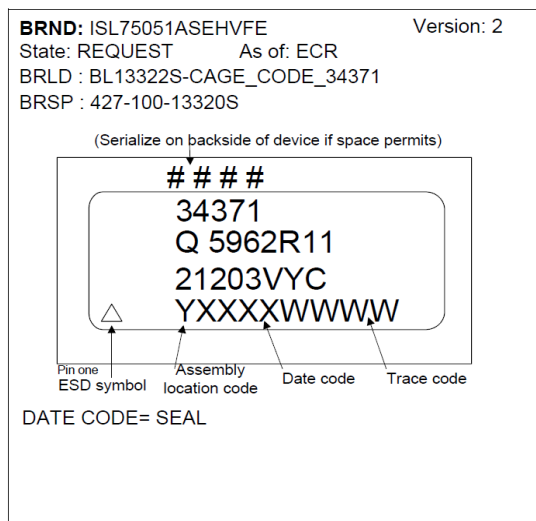 BRND: ISL75051ASEHVFE Version: 2
State: REQUEST As of: ECR
BRLD : BL13322S-CAGE_CODE_34371
BRSP : 427-100-13320S
(Serialize on backside of device if space permits)
# # # #
34371
Q 5962R11
21203VYC
YXXXXWWWW
Pin one
ESD symbol
Assembly
location code
Date code
Trace code
DATE CODE= SEAL